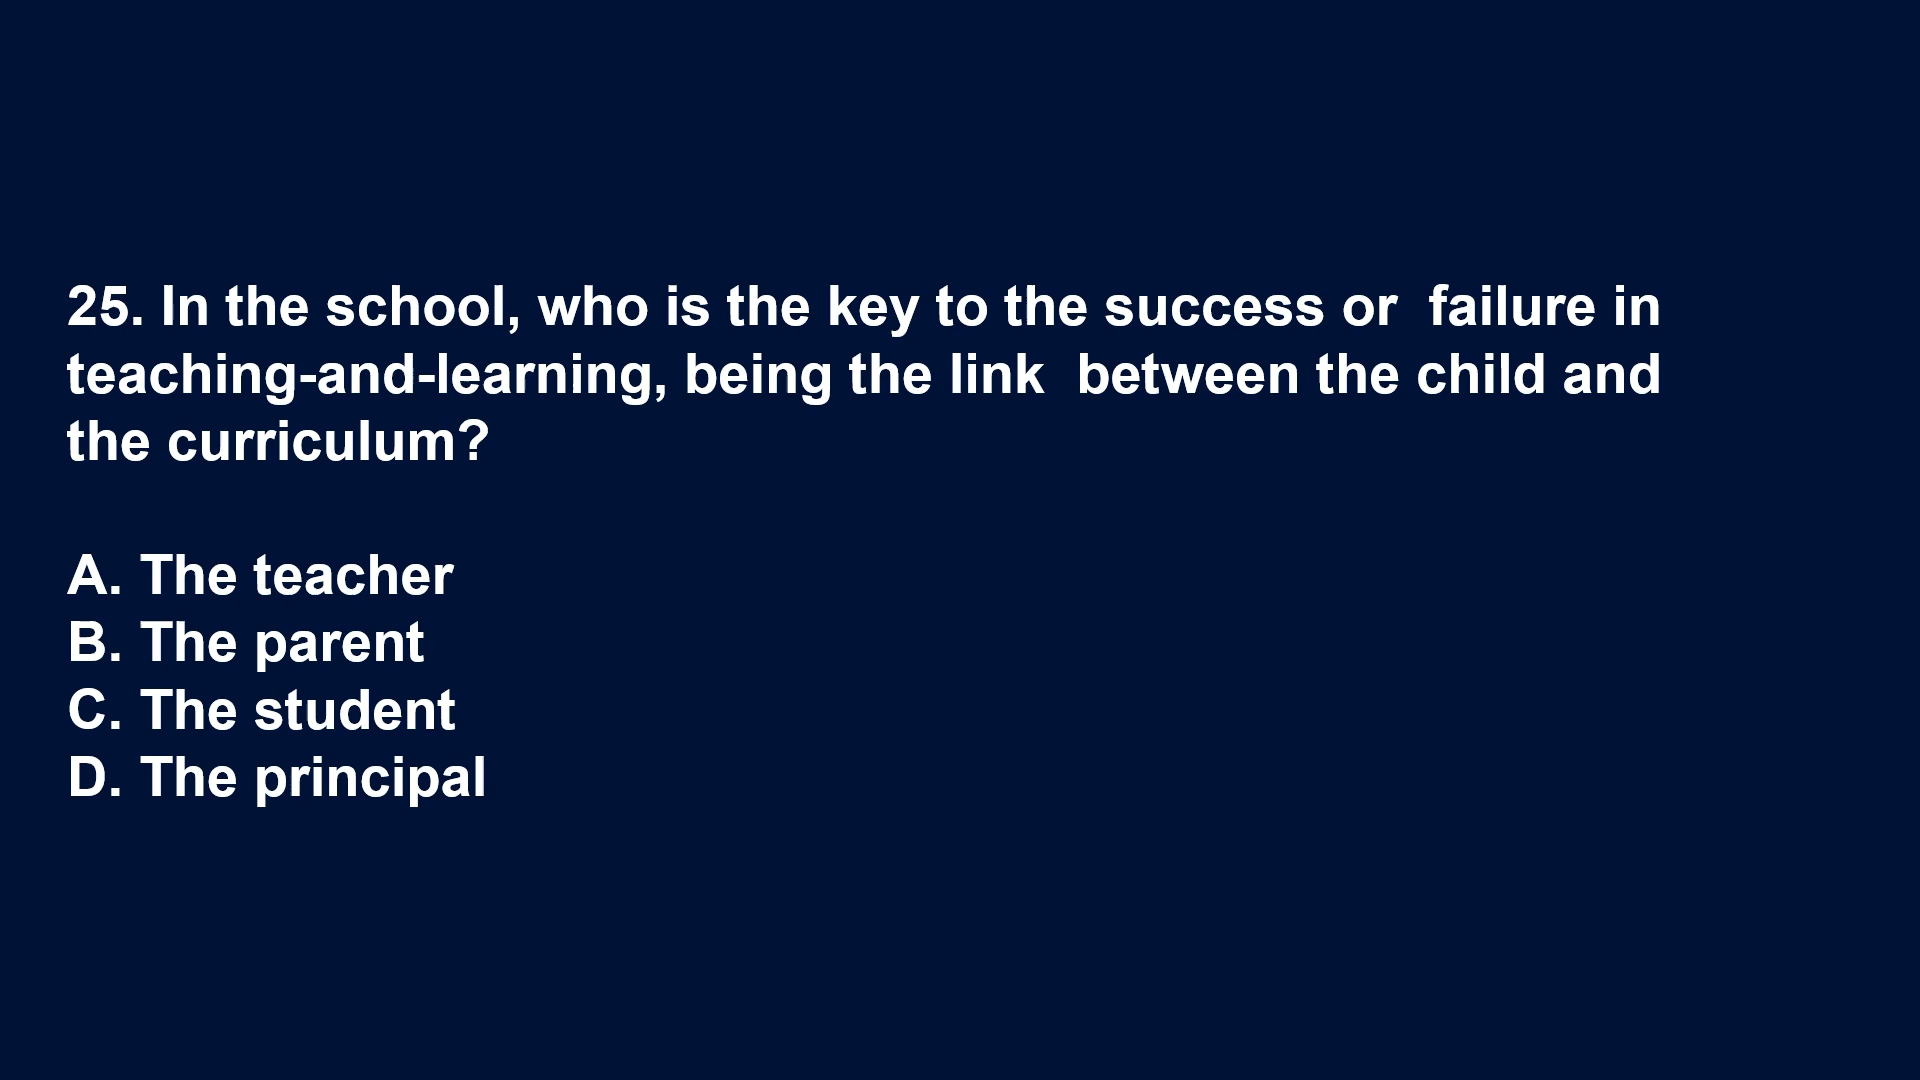 25. In the school, who is the key to the success or  failure in
teaching-and-learning, being the link  between the child and
the curriculum?
A. The teacher
B. The parent
C. The student
D. The principal